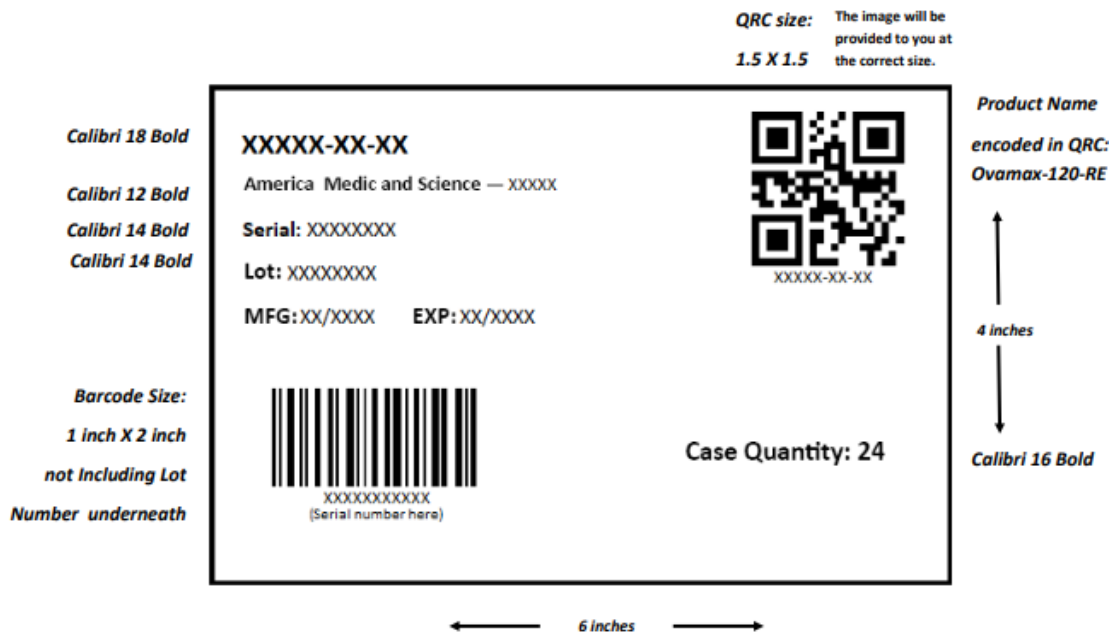 QRC size:
1.5 X 1.5
The image will be
provided to you at
the correct size.
Calibri 18 Bold
Calibri 12 Bold
Calibri 14 Bold
Calibri 14 Bold
XXXXX-XX-XX
America Medic and Science — XXXXX
Serial: XXXXXXXX
Lot: XXXXXXXX
MFG: XX/XXXX EXP: XX/XXXX
XXXXX-XX-XX
Product Name
encoded in QRC:
Ovamax-120-RE
4 inches
Barcode Size:
1 inch X 2 inch
not Including Lot
Number underneath
XXXXXXXXXXX
(Serial number here)
Case Quantity: 24
Calibri 16 Bold
6 inches